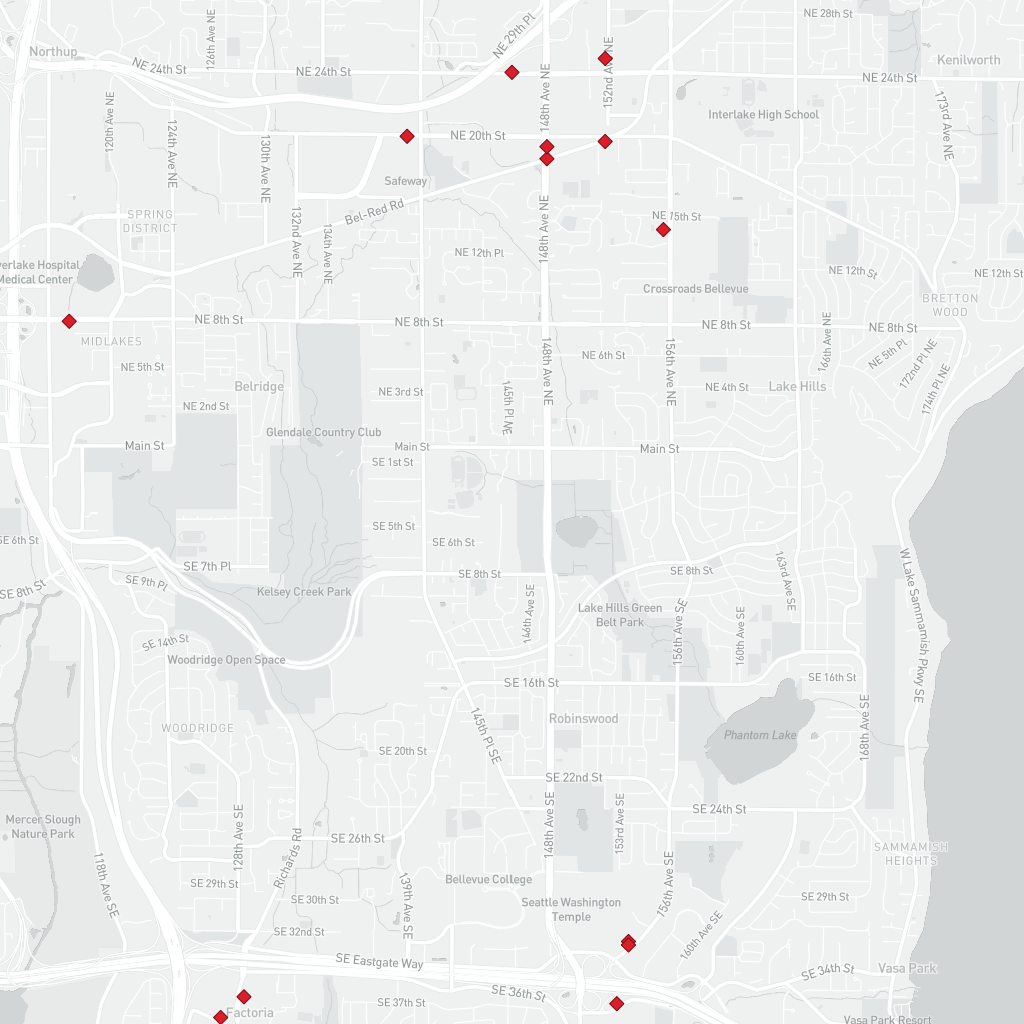 NE 28th St
126th Ave NE
NE 29th Pl
Northup
NE 24th St
NE 24th St
148th Ave NE
152nd Ave NE
NE 24th St
Kenilworth
120th Ave NE
124th Ave NE
130th Ave NE
NE 20th St
Interlake High School
173rd Ave NE
Safeway
SPRING
DISTRICT
132nd Ave NE
134th Ave NE
Bel-Red Rd
148th Ave NE
NE 15th St
NE 12th Pl
verlake Hospital
Medical Center
Crossroads Bellevue
NE 12th St
NE 12th St
BRETTON
WOOD
NE 8th St
NE 8th St
NE 8th St
NE 8th St
MIDLAKES
166th Ave NE
NE 5th Pl
172nd Pl NE
174th Pl NE
NE 5th St
NE 6th St
148th Ave NE
156th Ave NE
Belridge
NE 3rd St
145th Pl NE
NE 4th St
Lake Hills
NE 2nd St
Glendale Country Club
Main St
Main St
Main St
SE 1st St
SE 5th St
SE 6th St
SE 6th St
SE 7th Pl
SE 8th St
SE 8th St
SE 8th St
SE 9th Pl
Kelsey Creek Park
163rd Ave SE
W Lake Sammamish Pkwy SE
146th Ave SE
Lake Hills Green
Belt Park
156th Ave SE
160th Ave SE
SE 14th St
Woodridge Open Space
SE 16th St
SE 16th St
WOODRIDGE
145th Pl SE
Robinswood
Phantom Lake
168th Ave SE
SE 20th St
SE 22nd St
SE 24th St
Mercer Slough
Nature Park
128th Ave SE
Richards Rd
SE 26th St
148th Ave SE
153rd Ave SE
SAMMAMISH
HEIGHTS
118th Ave SE
SE 29th St
SE 30th St
139th Ave SE
Bellevue College
156th Ave SE
SE 29th St
Seattle Washington
Temple
160th Ave SE
SE 32nd St
SE Eastgate Way
SE 34th St
Vasa Park
SE 36th St
SE 37th St
Factoria
Vasa Park Resort